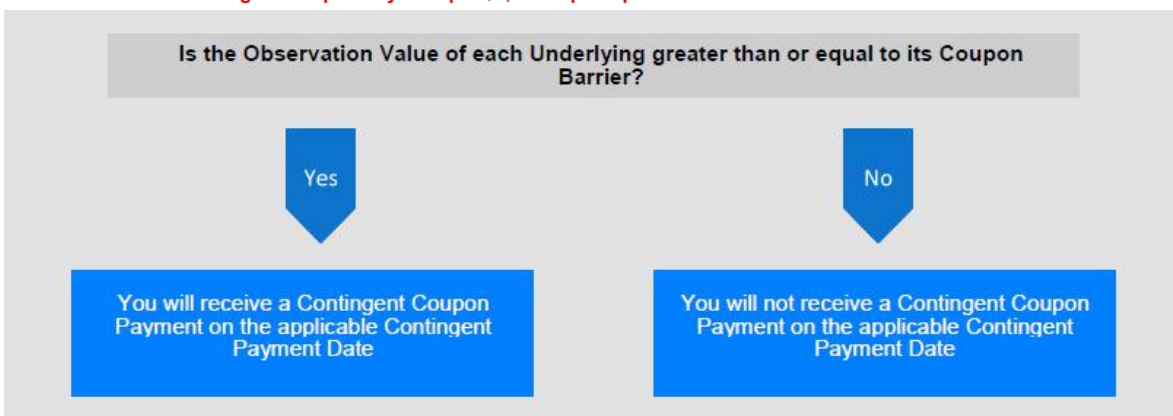 Is the Observation Value of each Underlying greater than or equal to its Coupon
Barrier?
Yes
No
You will receive a Contingent Coupon
Payment on the applicable Contingent
Payment Date
You will not receive a Contingent Coupon
Payment on the applicable Contingent
Payment Date